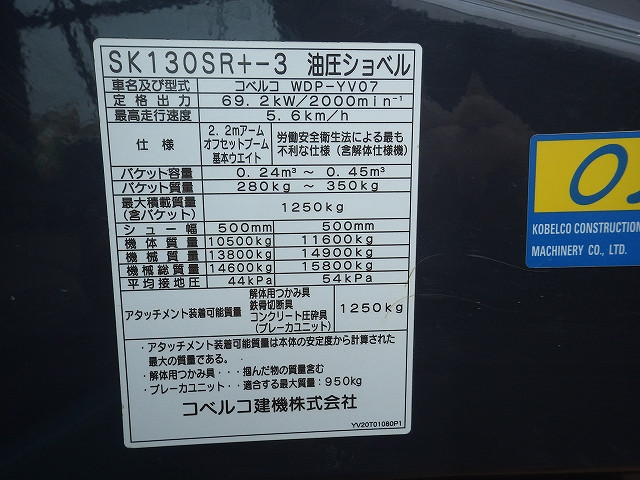 SK130SR+-3 油圧ショベル
車名及び型式 コベルコ WDP-YV07
定格出力 69.2kW/2000min⁻¹
最高走行速度 5.6km/h
仕様 2.2mアーム オフセットブーム 基本ウエイト 労働安全衛生法による最も不利な仕様(含解体仕様機)
バケット容量 0.24m³ ～ 0.45m³
バケット質量 280kg ～ 350kg
最大積載質量 (含バケット) 1250kg
シュー幅 500mm 500mm
機体質量 10500kg 11600kg
機械質量 13800kg 14900kg
機械総質量 14600kg 15800kg
平均接地圧 44kPa 54kPa
アタッチメント装着可能質量 解体用つかみ具 鉄骨切断具 コンクリート圧砕具 (ブレーカユニット) 1250kg
・アタッチメント装着可能質量は本体の安定度から計算された
最大の質量である。
・解体用つかみ具・・・掴んだ物の質量含む
・ブレーカユニット・・適合する最大質量:950kg
コベルコ建機株式会社
YV20T01080P1
KOBELCO CONSTRUCTION
MACHINERY CO., LTD.